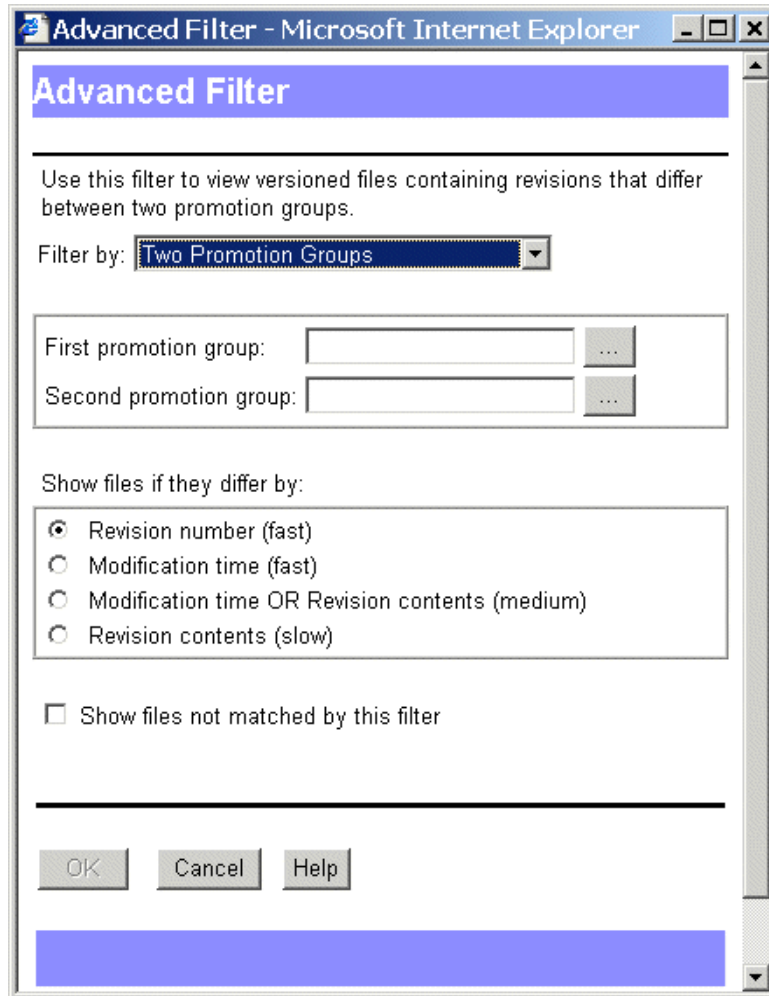 Advanced Filter - Microsoft Internet Explorer
Advanced Filter
Use this filter to view versioned files containing revisions that differ
between two promotion groups.
Filter by: Two Promotion Groups
First promotion group: ...
Second promotion group: ...
Show files if they differ by:
Revision number (fast)
Modification time (fast)
Modification time OR Revision contents (medium)
Revision contents (slow)
Show files not matched by this filter
OK Cancel Help